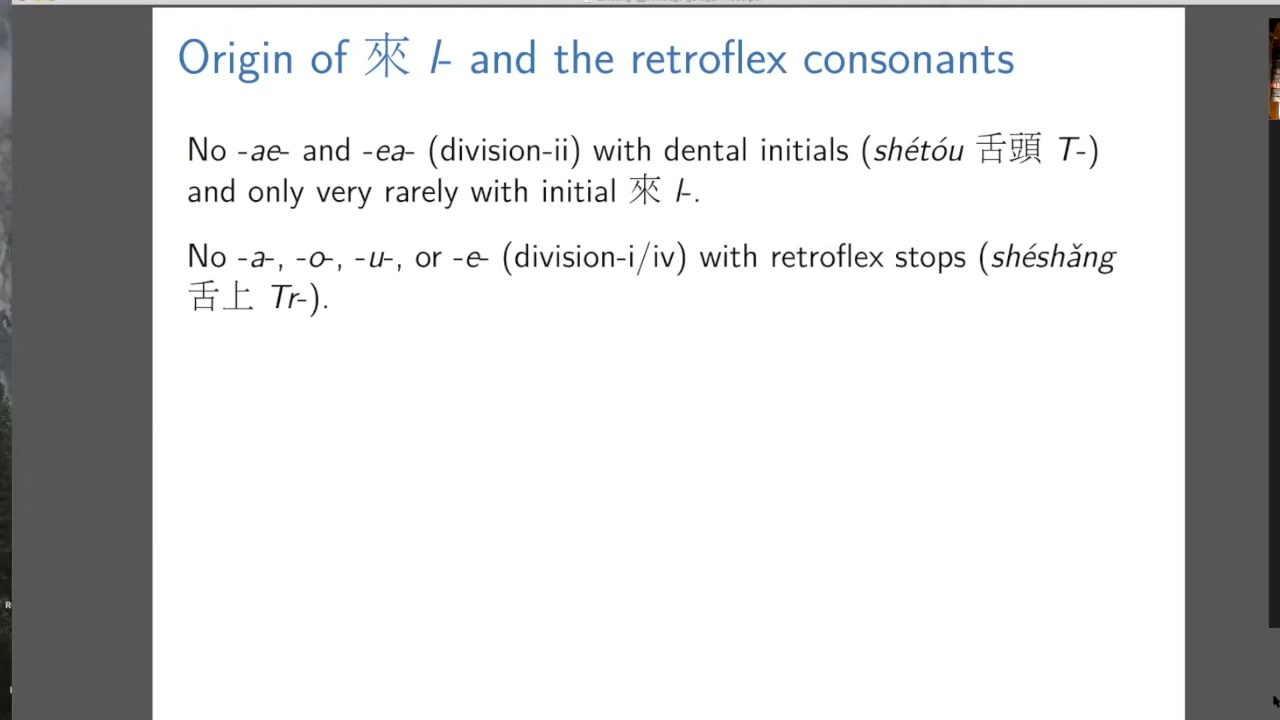 Origin of 來 l- and the retroflex consonants
No -ae- and -ea- (division-ii) with dental initials (shétóu 舌頭 T-)
and only very rarely with initial 來 l-.
No -a-, -o-, -u-, or -e- (division-i/iv) with retroflex stops (shéshǎng
舌上 Tr-).